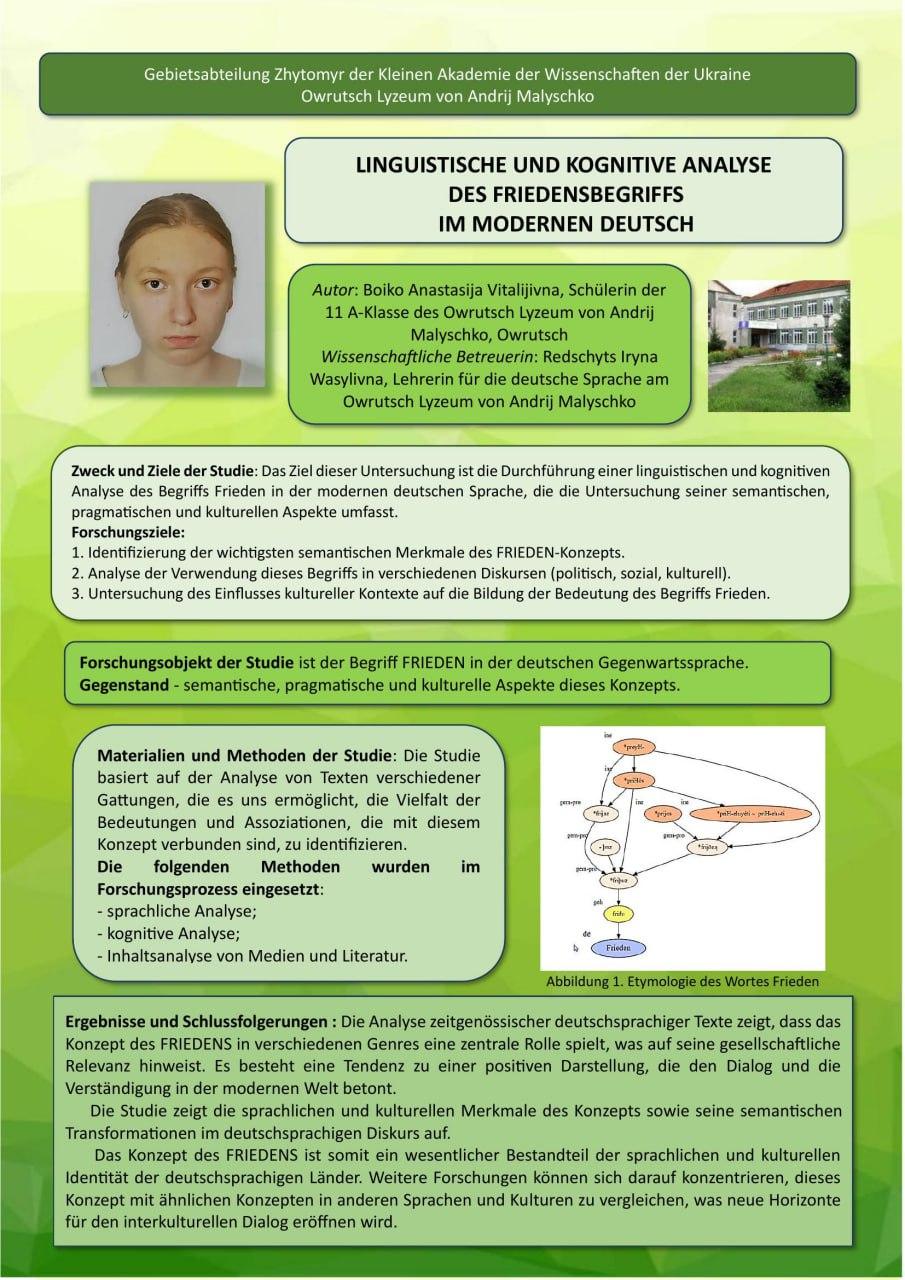 Gebietsabteilung Zhytomyr der Kleinen Akademie der Wissenschaften der Ukraine
Owrutsch Lyzeum von Andrij Malyschko
LINGUISTISCHE UND KOGNITIVE ANALYSE
DES FRIEDENSBEGRIFFS
IM MODERNEN DEUTSCH
Autor: Boiko Anastasija Vitalijivna, Schülerin der
11 A-Klasse des Owrutsch Lyzeum von Andrij
Malyschko, Owrutsch
Wissenschaftliche Betreuerin: Redschyts Iryna
Wasylivna, Lehrerin für die deutsche Sprache am
Owrutsch Lyzeum von Andrij Malyschko
Zweck und Ziele der Studie: Das Ziel dieser Untersuchung ist die Durchführung einer linguistischen und kognitiven
Analyse des Begriffs Frieden in der modernen deutschen Sprache, die die Untersuchung seiner semantischen,
pragmatischen und kulturellen Aspekte umfasst.
Forschungsziele:
1. Identifizierung der wichtigsten semantischen Merkmale des FRIEDEN-Konzepts.
2. Analyse der Verwendung dieses Begriffs in verschiedenen Diskursen (politisch, sozial, kulturell).
3. Untersuchung des Einflusses kultureller Kontexte auf die Bildung der Bedeutung des Begriffs Frieden.
Forschungsobjekt der Studie ist der Begriff FRIEDEN in der deutschen Gegenwartssprache.
Gegenstand - semantische, pragmatische und kulturelle Aspekte dieses Konzepts.
Materialien und Methoden der Studie: Die Studie
basiert auf der Analyse von Texten verschiedener
Gattungen, die es uns ermöglicht, die Vielfalt der
Bedeutungen und Assoziationen, die mit diesem
Konzept verbunden sind, zu identifizieren.
Die folgenden Methoden wurden im
Forschungsprozess eingesetzt:
- sprachliche Analyse;
- kognitive Analyse;
- Inhaltsanalyse von Medien und Literatur.
ine
ine
gem-pro
ine
ine
gem-pro
gem-pro
gem-pro
goh
fridu
de
Frieden
Abbildung 1. Etymologie des Wortes Frieden
Ergebnisse und Schlussfolgerungen : Die Analyse zeitgenössischer deutschsprachiger Texte zeigt, dass das
Konzept des FRIEDENS in verschiedenen Genres eine zentrale Rolle spielt, was auf seine gesellschaftliche
Relevanz hinweist. Es besteht eine Tendenz zu einer positiven Darstellung, die den Dialog und die
Verständigung in der modernen Welt betont.
Die Studie zeigt die sprachlichen und kulturellen Merkmale des Konzepts sowie seine semantischen
Transformationen im deutschsprachigen Diskurs auf.
Das Konzept des FRIEDENS ist somit ein wesentlicher Bestandteil der sprachlichen und kulturellen
Identität der deutschsprachigen Länder. Weitere Forschungen können sich darauf konzentrieren, dieses
Konzept mit ähnlichen Konzepten in anderen Sprachen und Kulturen zu vergleichen, was neue Horizonte
für den interkulturellen Dialog eröffnen wird.